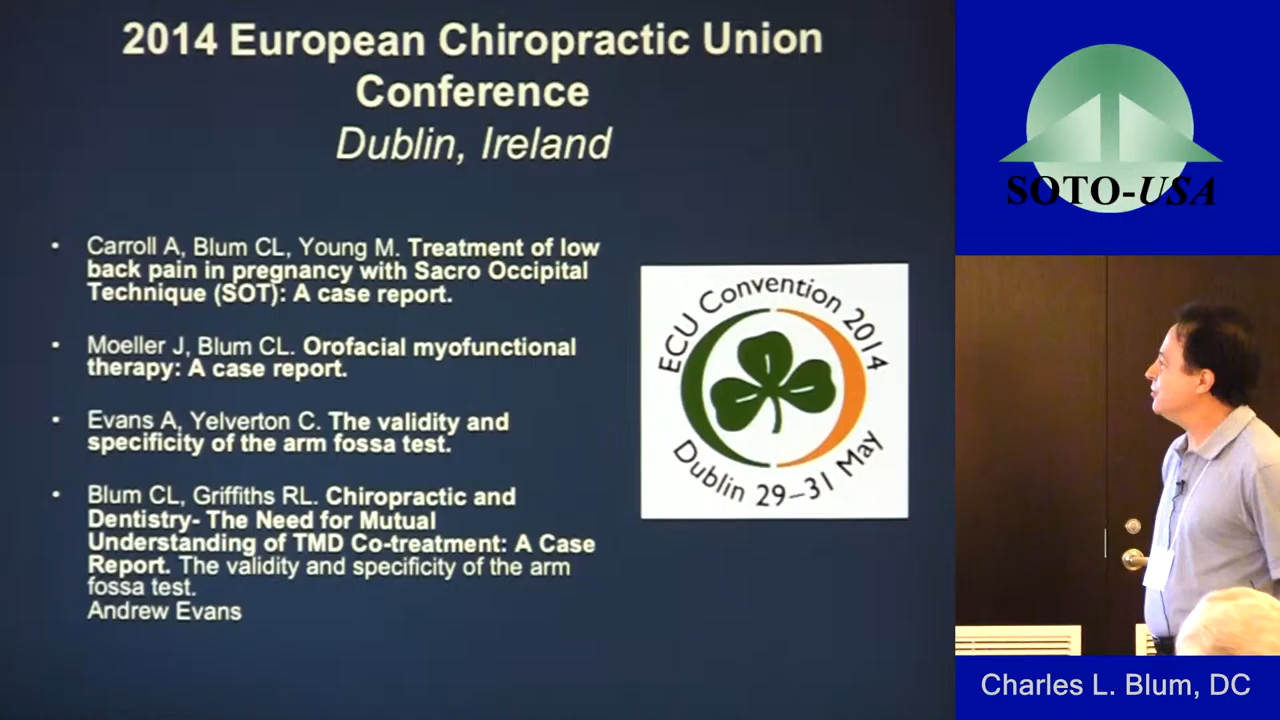 2014 European Chiropractic Union
Conference
Dublin, Ireland
• Carroll A, Blum CL, Young M. Treatment of low
back pain in pregnancy with Sacro Occipital
Technique (SOT): A case report.
• Moeller J, Blum CL. Orofacial myofunctional
therapy: A case report.
• Evans A, Yelverton C. The validity and
specificity of the arm fossa test.
• Blum CL, Griffiths RL. Chiropractic and
Dentistry- The Need for Mutual
Understanding of TMD Co-treatment: A Case
Report. The validity and specificity of the arm
fossa test.
Andrew Evans
ECU Convention 2014
Dublin 29–31 May
SOTO-USA
Charles L. Blum, DC